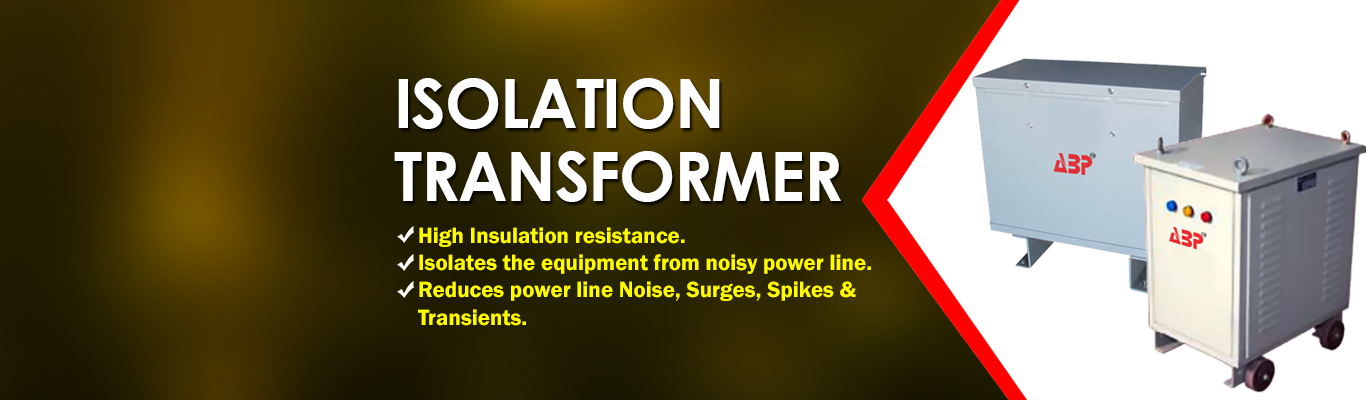 ISOLATION
TRANSFORMER
High Insulation resistance.
Isolates the equipment from noisy power line.
Reduces power line Noise, Surges, Spikes &
Transients.
ABP
ABP